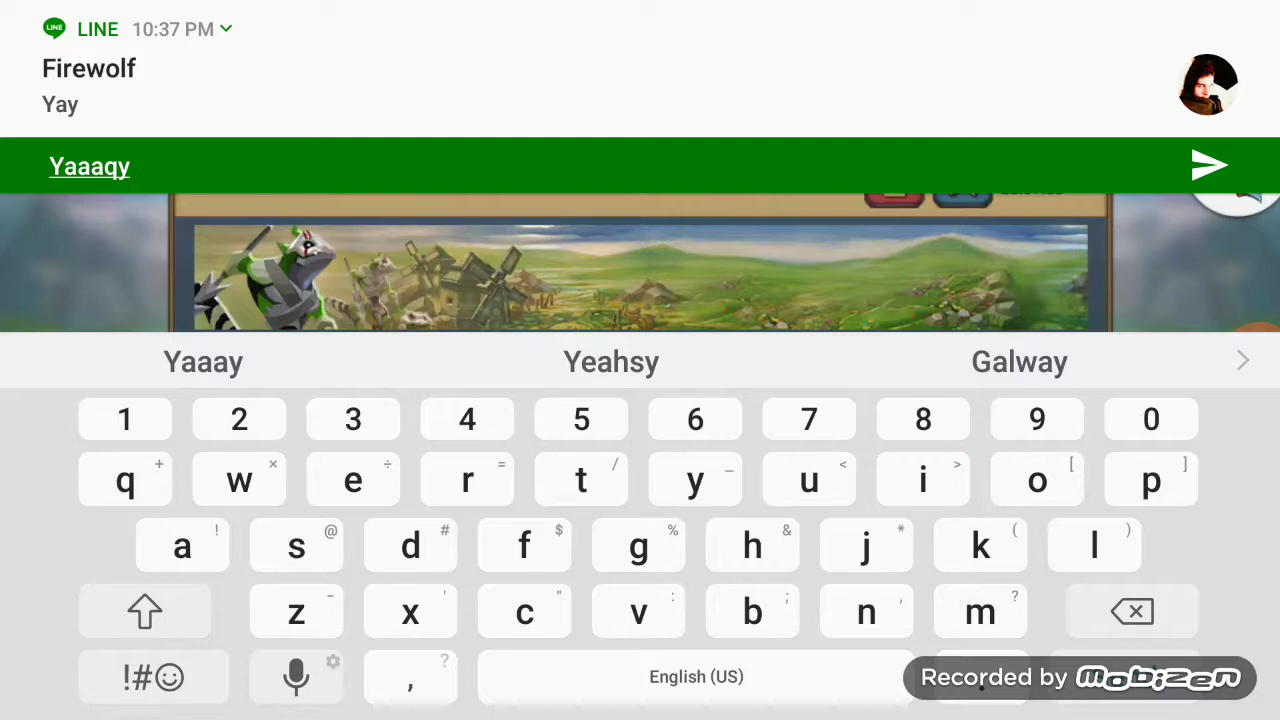 LINE LINE 10:37 PM
Firewolf
Yay
Yaaaqy
Yaaay Yeahsy Galway
1 2 3 4 5 6 7 8 9 0
q + w × e ÷ r = t / y _ u < i > o [ p ]
a ! s @ d # f $ g % h & j * k ( l )
z - x ' c " v : b ; n , m ?
!# , ? English (US) .
Recorded by mobizen